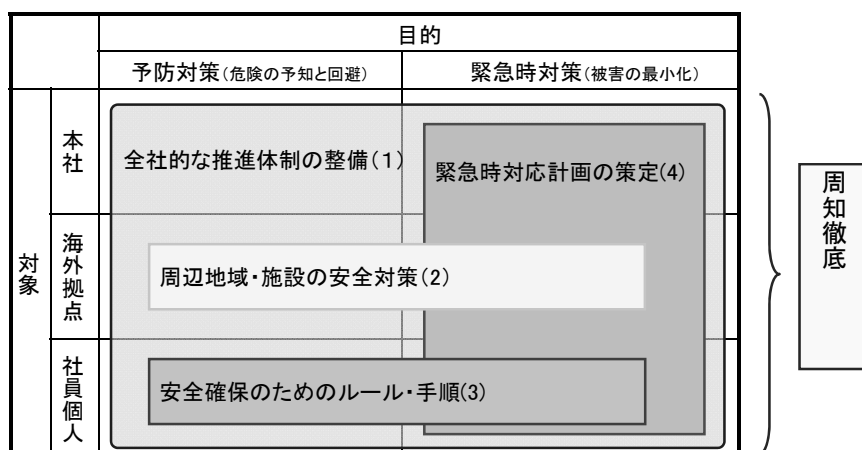 目的
予防対策(危険の予知と回避)
緊急時対策(被害の最小化)
対象
本社
全社的な推進体制の整備(1)
緊急時対応計画の策定(4)
海外拠点
周辺地域・施設の安全対策(2)
社員個人
安全確保のためのルール・手順(3)
周知徹底